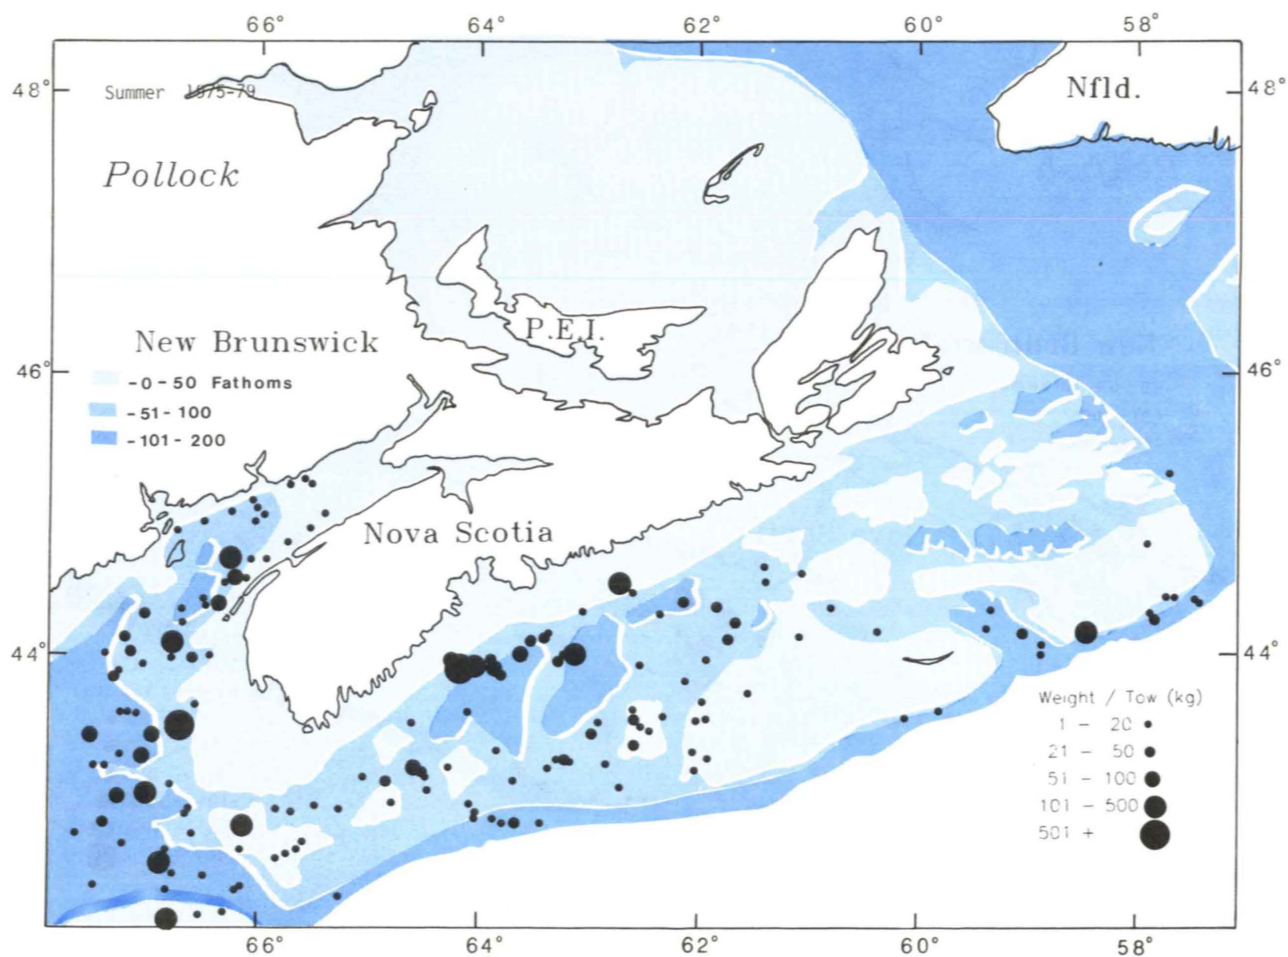 66° 64° 62° 60° 58°
48° 48°
Summer 1975-79
Nfld.
Pollock
P.E.I.
New Brunswick
46° 46°
-0-50 Fathoms
-51-100
-101-200
Nova Scotia
44° 44°
Weight / Tow (kg)
1 - 20
21 - 50
51 - 100
101 - 500
501 +
66° 64° 62° 60° 58°